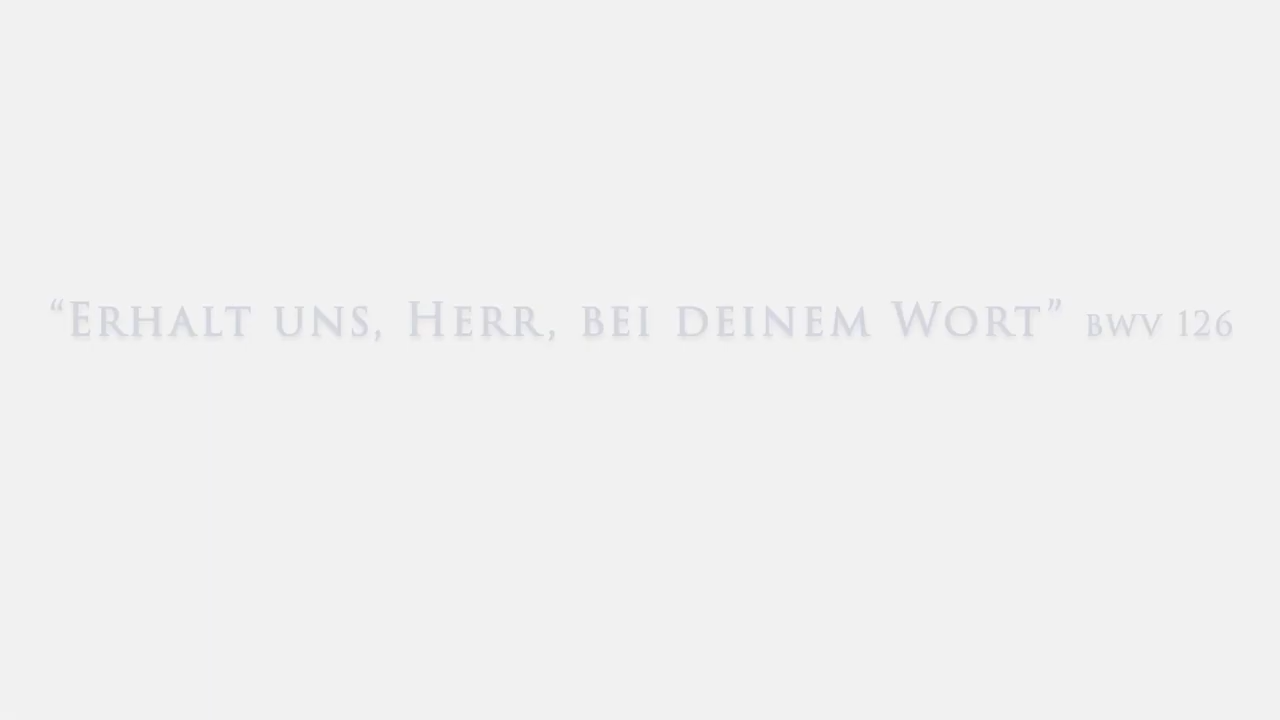 “Erhalt uns, Herr, bei deinem Wort” BWV 126